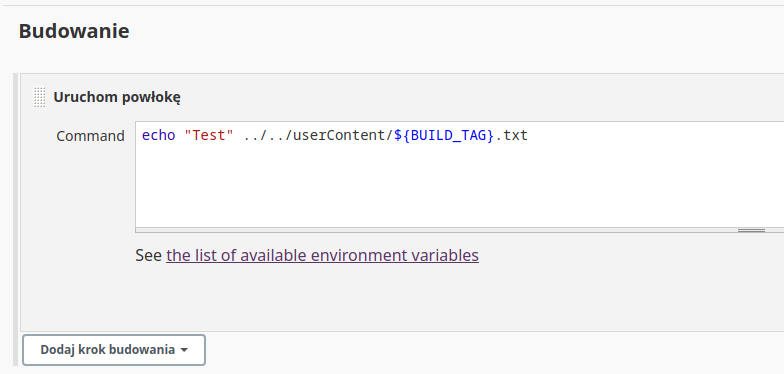 Budowanie
Uruchom powłokę
Command
echo "Test" ../../userContent/${BUILD_TAG}.txt
See the list of available environment variables
Dodaj krok budowania